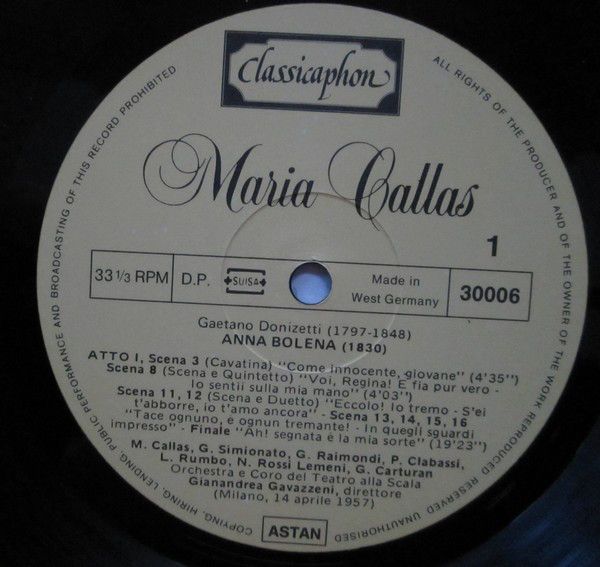 Classicaphon
Maria Callas
1
33 1/3 RPM
D.P.
SUISA
Made in
West Germany
30006
Gaetano Donizetti (1797-1848)
ANNA BOLENA (1830)
ATTO I, Scena 3 (Cavatina) "Come innocente, giovane" (4'35")
Scena 8 (Scena e Quintetto) "Voi, Regina! E fia pur vero -
Io sentii sulla mia mano" (4'03")
Scena 11, 12 (Scena e Duetto) "Eccolo! Io tremo - S'ei
t'abborre, io t'amo ancora" - Scena 13, 14, 15, 16
"Tace ognuno, e ognun tremante! - In quegli sguardi
impresso" - Finale "Ah! segnata è la mia sorte" (19'23")
M. Callas, G. Simionato, G. Raimondi, P. Clabassi,
L. Rumbo, N. Rossi Lemeni, G. Carturan
Orchestra e Coro del Teatro alla Scala
Gianandrea Gavazzeni, direttore
(Milano, 14 aprile 1957)
ASTAN
ALL RIGHTS OF THE PRODUCER AND OF THE OWNER OF THE WORK REPRODUCED RESERVED UNAUTHORISED
COPYING, HIRING, LENDING, PUBLIC PERFORMANCE AND BROADCASTING OF THIS RECORD PROHIBITED